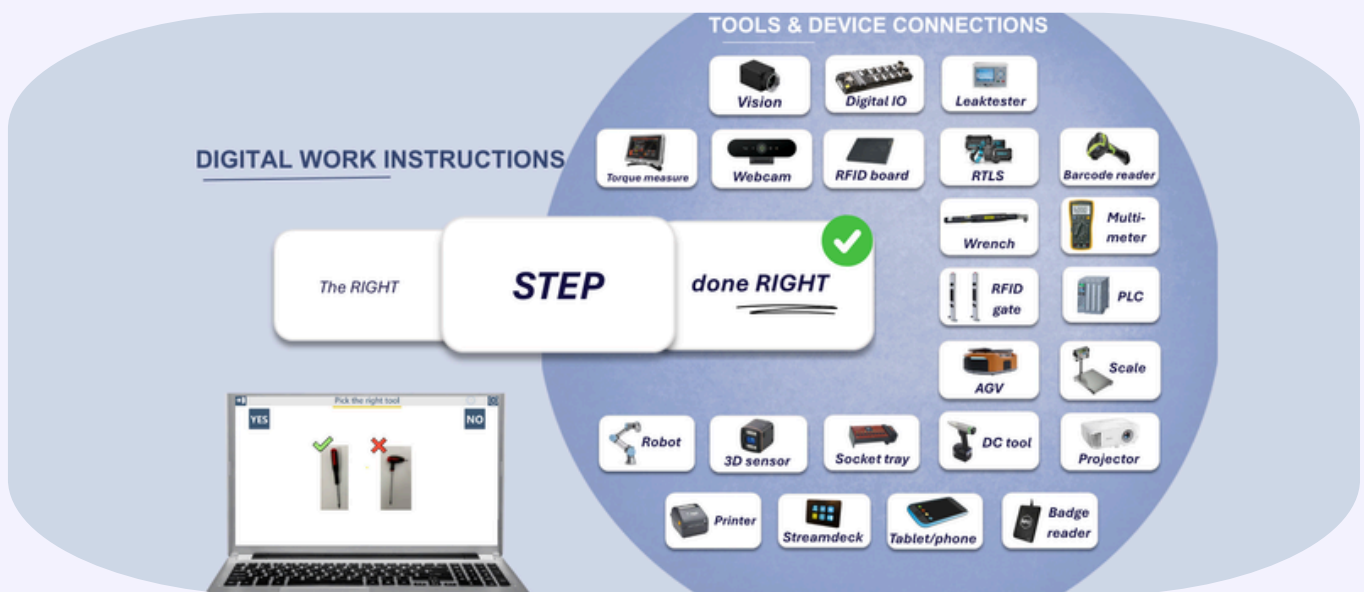 TOOLS & DEVICE CONNECTIONS
Vision
Digital IO
Leaktester
DIGITAL WORK INSTRUCTIONS
Torque measure
Webcam
RFID board
RTLS
Barcode reader
Wrench
Multi-
meter
The RIGHT
STEP
done RIGHT
RFID
gate
PLC
AGV
Scale
Pick the right tool
YES
NO
Robot
3D sensor
Socket tray
DC tool
Projector
Printer
Streamdeck
Tablet/phone
Badge
reader